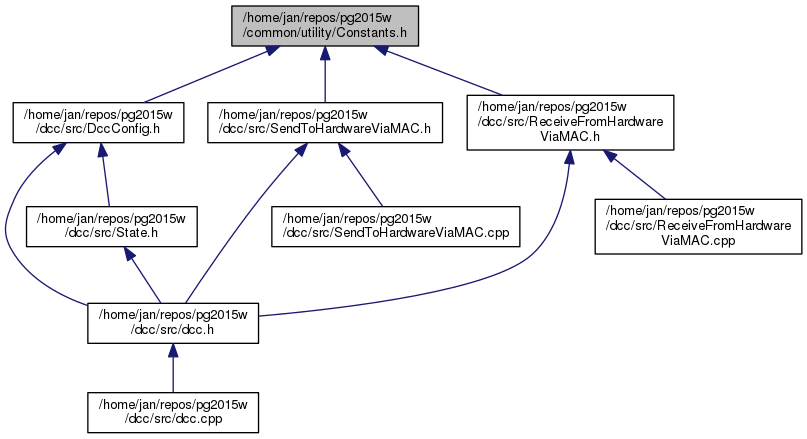 /home/jan/repos/pg2015w
/common/utility/Constants.h
/home/jan/repos/pg2015w
/dcc/src/DccConfig.h
/home/jan/repos/pg2015w
/dcc/src/SendToHardwareViaMAC.h
/home/jan/repos/pg2015w
/dcc/src/ReceiveFromHardware
ViaMAC.h
/home/jan/repos/pg2015w
/dcc/src/State.h
/home/jan/repos/pg2015w
/dcc/src/SendToHardwareViaMAC.cpp
/home/jan/repos/pg2015w
/dcc/src/ReceiveFromHardware
ViaMAC.cpp
/home/jan/repos/pg2015w
/dcc/src/dcc.h
/home/jan/repos/pg2015w
/dcc/src/dcc.cpp